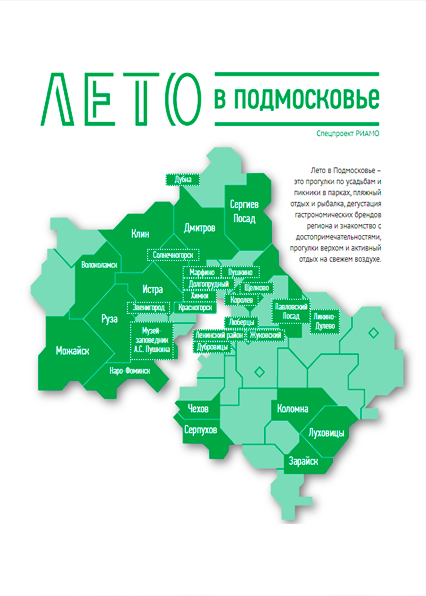 ЛЕТО В ПОДМОСКОВЬЕ
Спецпроект РИАМО
Лето в Подмосковье –
это прогулки по усадьбам и
пикники в парках, пляжный
отдых и рыбалка, дегустация
гастрономических брендов
региона и знакомство с
достопримечательностями,
прогулки верхом и активный
отдых на свежем воздухе.
Дубна
Сергиев
Посад
Дмитров
Клин
Солнечногорск
Волоколамск
Марфино
Пушкино
Долгопрудный
Щелково
Истра
Химки
Королев
Звенигород
Красногорск
Павловский
Посад
Руза
Люберцы
Ликино-
Дулево
Музей-
заповедник
А.С. Пушкина
Ленинский район
Жуковский
Дубровицы
Можайск
Наро-Фоминск
Чехов
Коломна
Серпухов
Луховицы
Зарайск